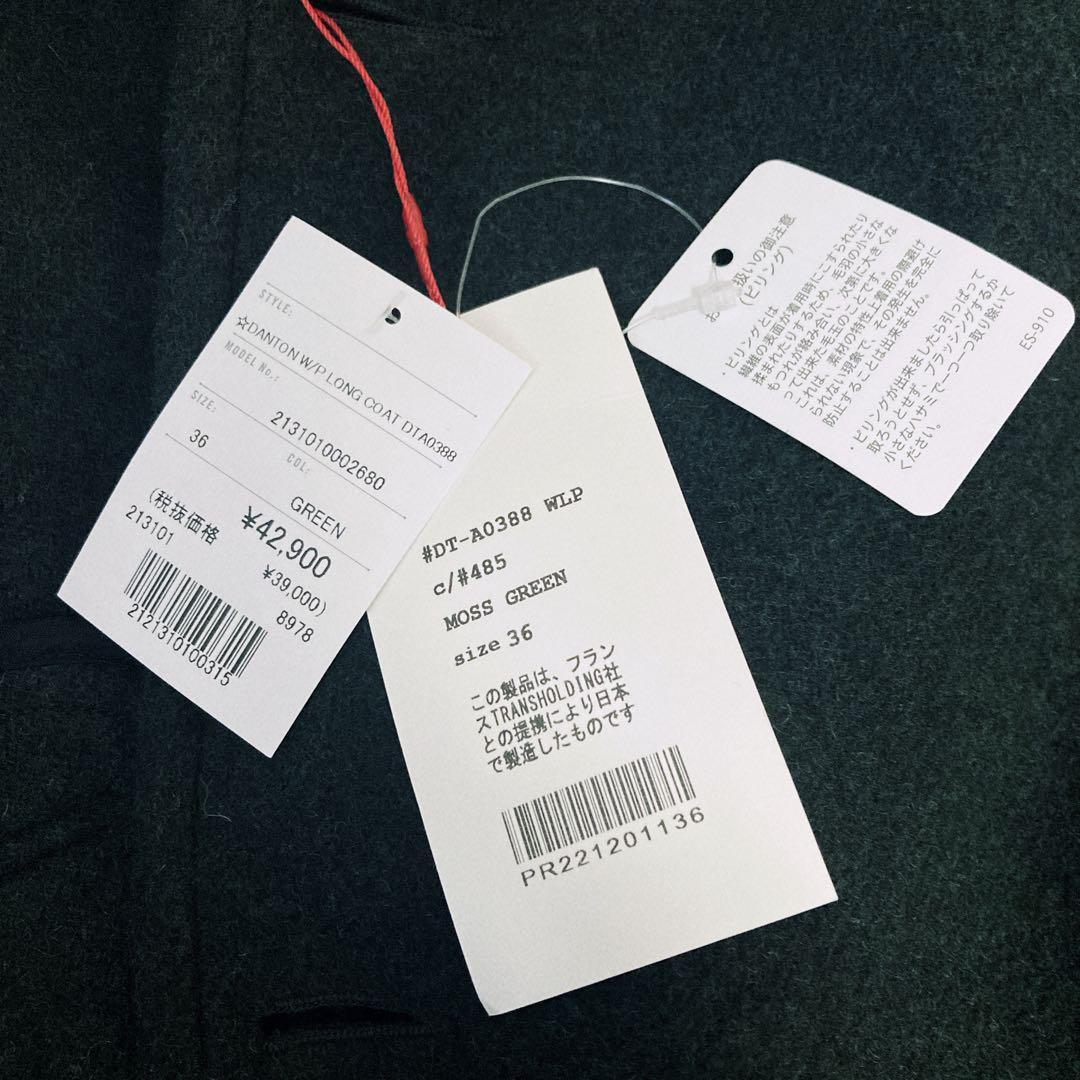 STYLE:
☆DANTON W/P LONG COAT DTA0388
MODEL No.:
2131010002680
SIZE:
COL:
36
GREEN
¥42,900
(税抜価格
¥39,000)
213101
8978
2121310100315
#DT-A0388 WLP
c/#485
MOSS GREEN
size 36
この製品は、フラン
スTRANSHOLDING社
との提携により日本
で製造したものです
PR221201136
お 扱いの御注意
(ピリング)
・ピリングとは
繊維の表面が着用時にこすられたり
揉まれたりするため、毛羽の小さな
もつれが絡み合い、次第に大きくな
って出来た毛玉のことです。
これは、素材の特性上着用の際避け
られない現象で、その発生を完全に
防止することは出来ません。
・ピリングが出来ましたら引っぱって
取ろうとせず、ブラッシングするか
小さなハサミで一つ一つ取り除いて
ください。
ES-910